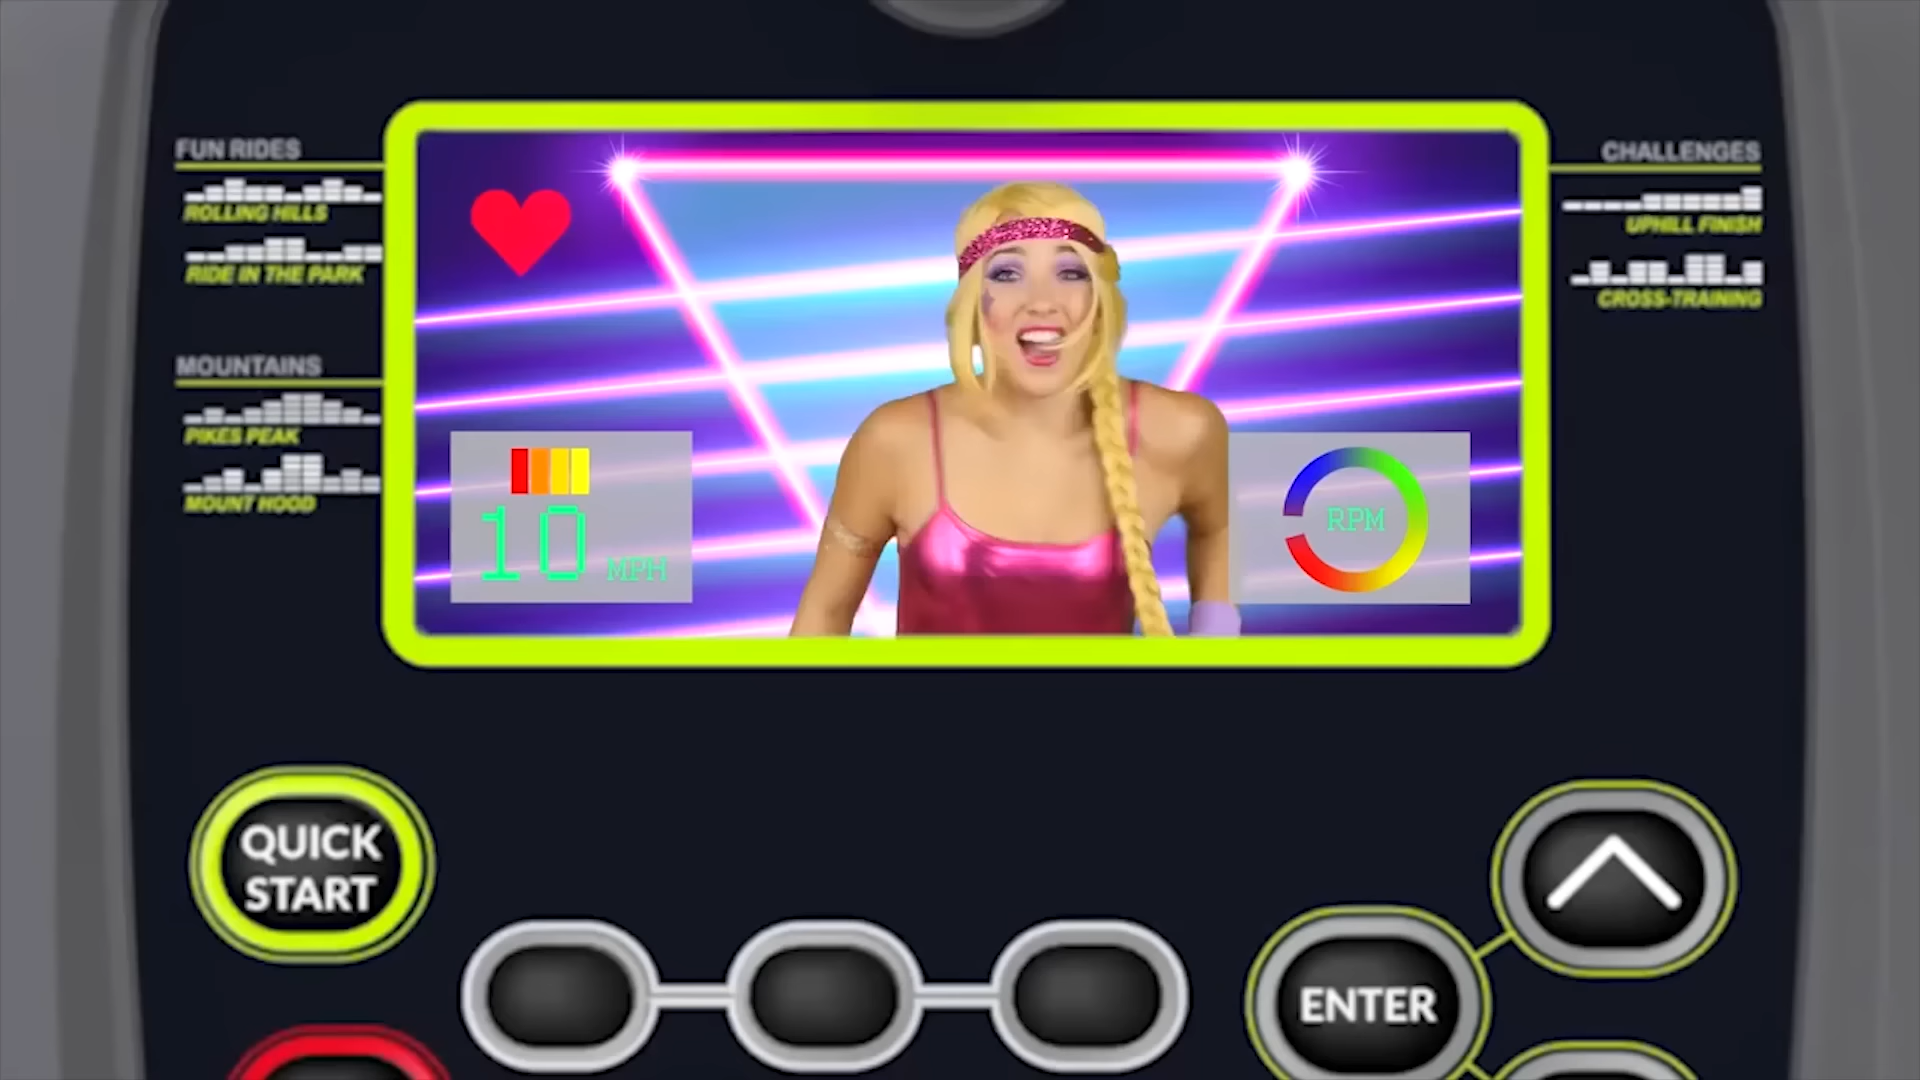 FUN RIDES
ROLLING HILLS
RIDE IN THE PARK
MOUNTAINS
PIKES PEAK
MOUNT HOOD
CHALLENGES
UPHILL FINISH
CROSS-TRAINING
10 MPH
RPM
QUICK
START
ENTER